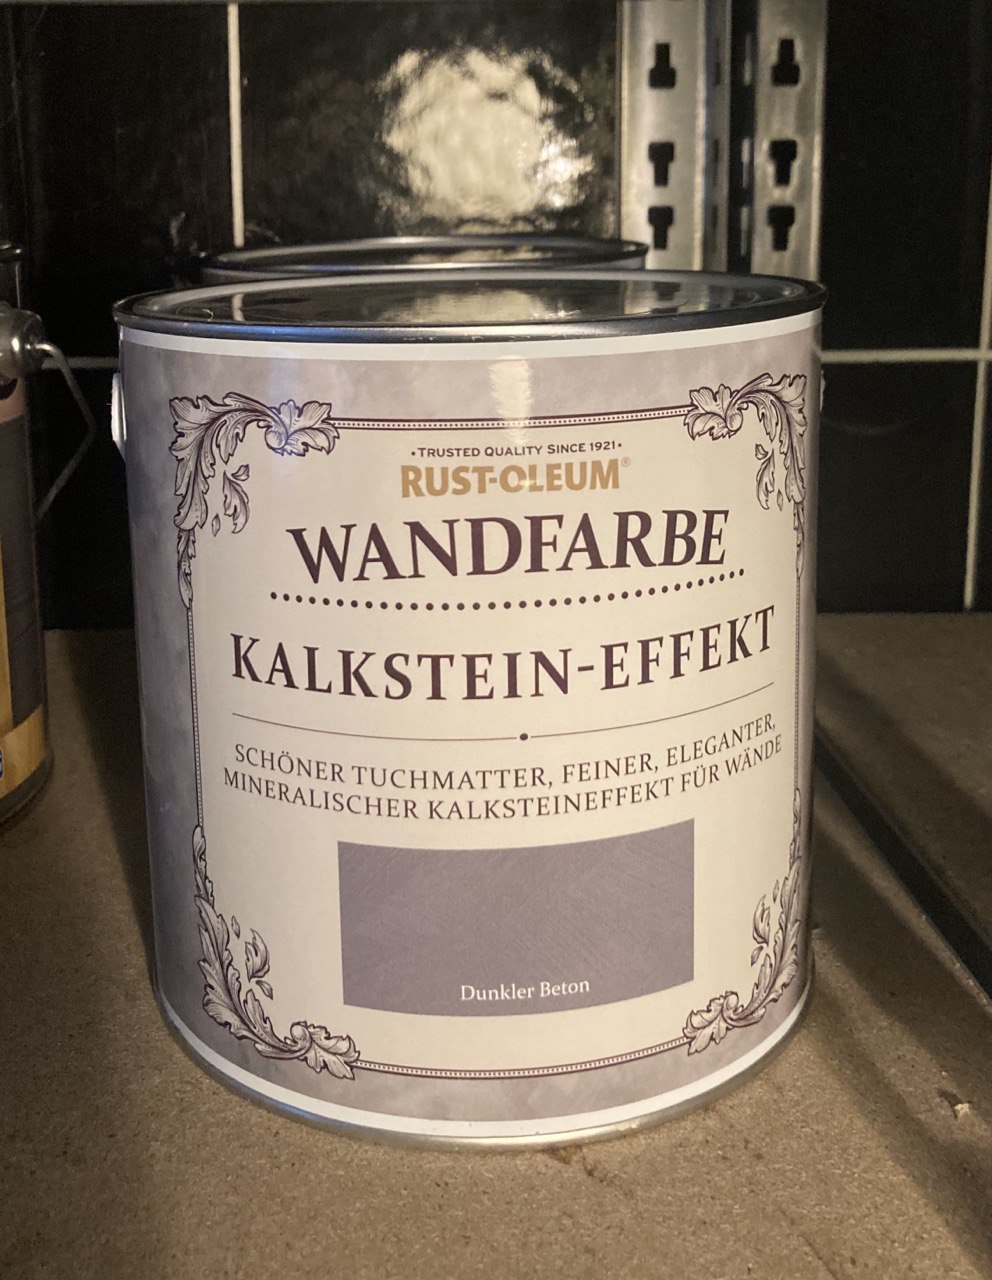 •TRUSTED QUALITY SINCE 1921•
RUST-OLEUM®
WANDFARBE
KALKSTEIN-EFFEKT
SCHÖNER TUCHMATTER, FEINER, ELEGANTER,
MINERALISCHER KALKSTEINEFFEKT FÜR WÄNDE
Dunkler Beton